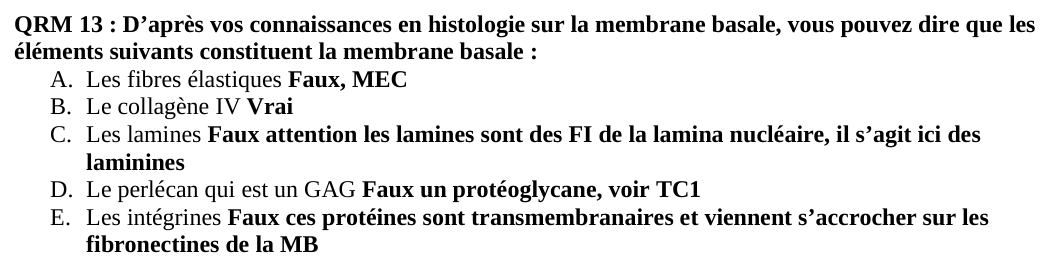 QRM 13 : D’après vos connaissances en histologie sur la membrane basale, vous pouvez dire que les
éléments suivants constituent la membrane basale :
A. Les fibres élastiques Faux, MEC
B. Le collagène IV Vrai
C. Les lamines Faux attention les lamines sont des FI de la lamina nucléaire, il s’agit ici des
laminines
D. Le perlécan qui est un GAG Faux un protéoglycane, voir TC1
E. Les intégrines Faux ces protéines sont transmembranaires et viennent s’accrocher sur les
fibronectines de la MB